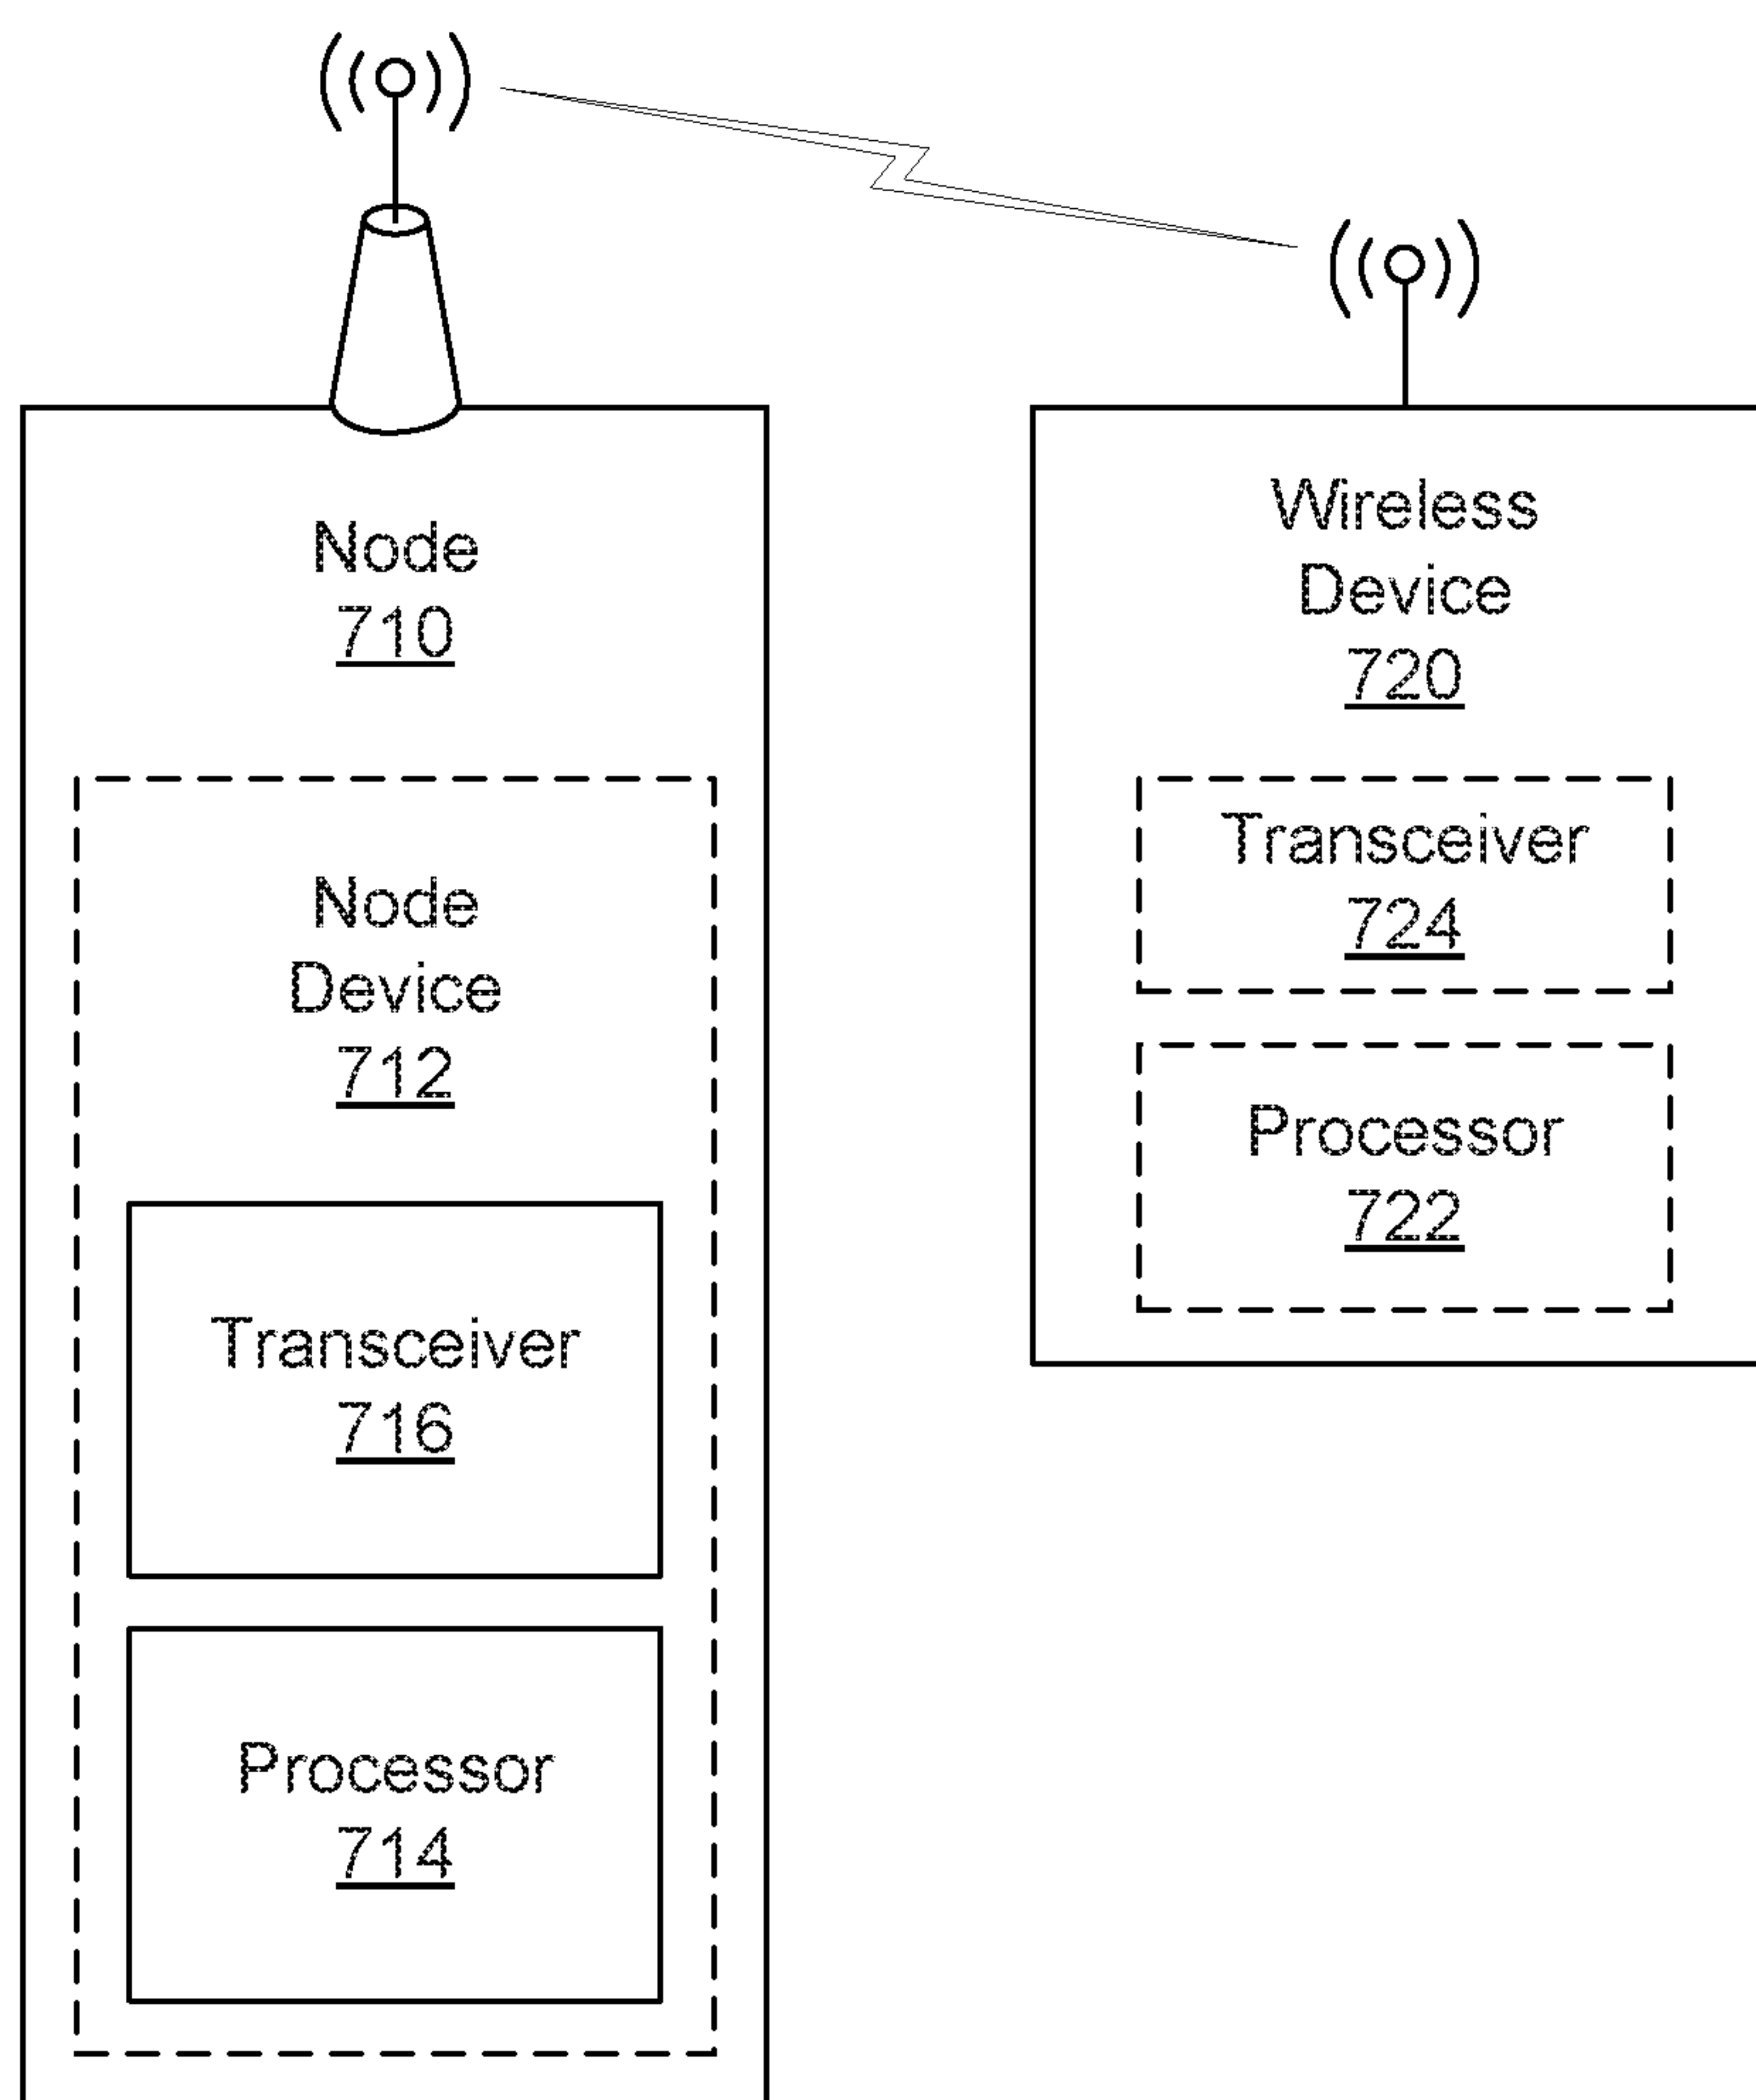 Node
710
Node
Device
712
Transceiver
716
Processor
714
Wireless
Device
720
Transceiver
724
Processor
722